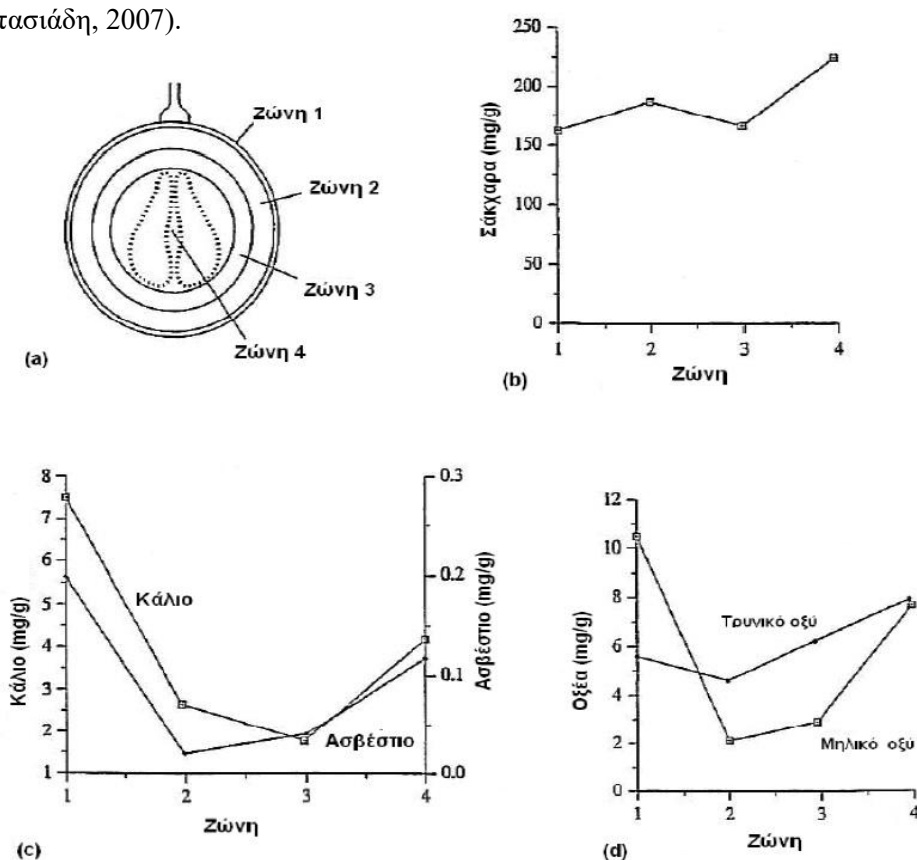 τασιάδη, 2007).
Ζώνη 1
Ζώνη 2
Ζώνη 3
Ζώνη 4
(a)
250
200
150
100
50
0
Σάκχαρα (mg/g)
1 2 3 4
Ζώνη
(b)
8
7
6
5
4
3
2
1
Κάλιο (mg/g)
Κάλιο
Ασβέστιο
0.3
0.2
0.1
0.0
Ασβέστιο (mg/g)
1 2 3 4
Ζώνη
(c)
12
10
8
6
4
2
0
Οξέα (mg/g)
Τρυνικό οξύ
Μηλικό οξύ
1 2 3 4
Ζώνη
(d)